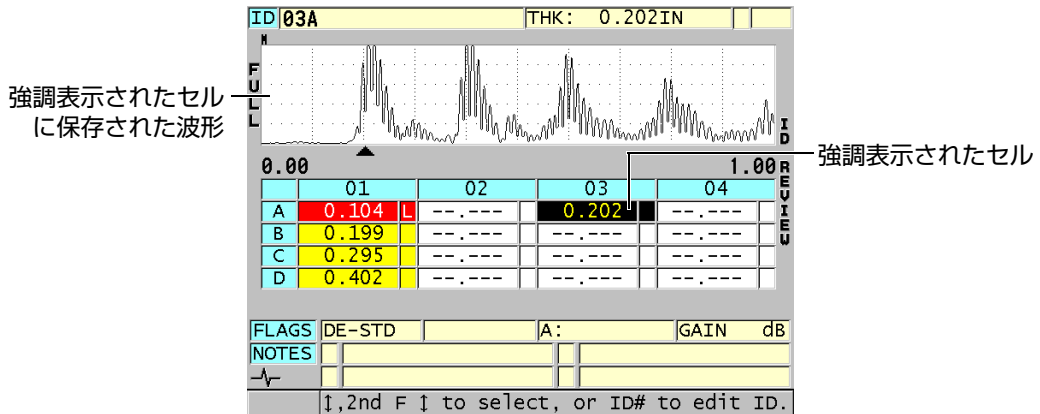 ID 03A THK: 0.202IN
M
FULL
強調表示されたセル
に保存された波形
ID REVIEW
強調表示されたセル
0.00 1.00
01 02 03 04
A 0.104 L --.--- 0.202 --.---
B 0.199 --.--- --.--- --.---
C 0.295 --.--- --.--- --.---
D 0.402 --.--- --.--- --.---
FLAGS DE-STD A: GAIN dB
NOTES
↕,2nd F ↕ to select, or ID# to edit ID.